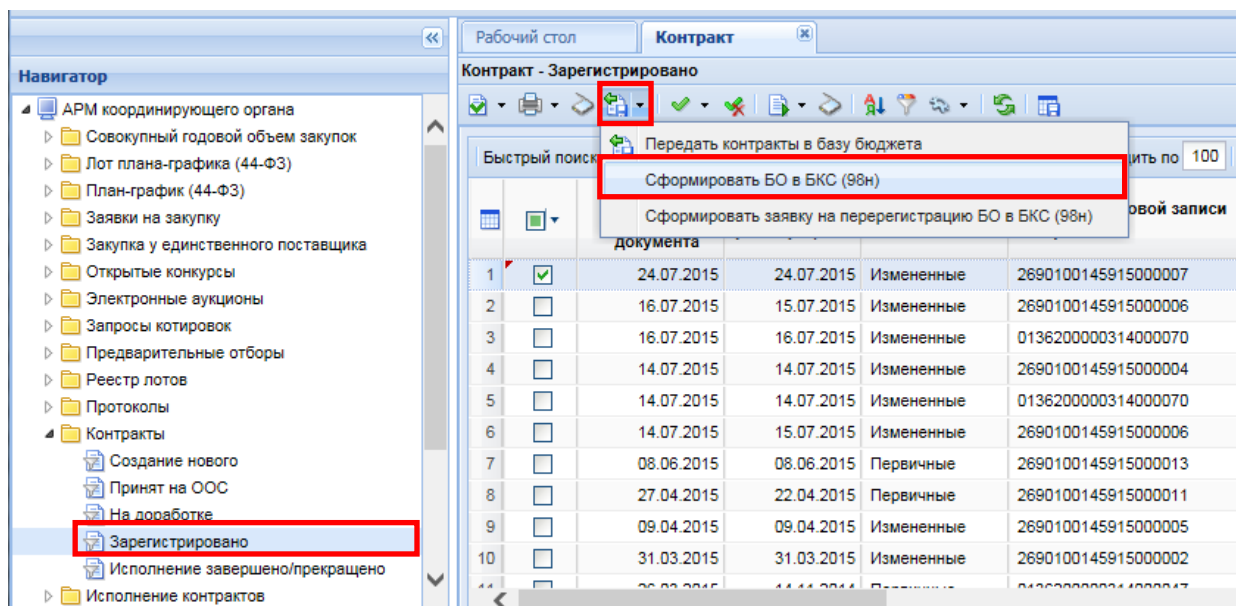 Рабочий стол
Контракт
Навигатор
Контракт - Зарегистрировано
АРМ координирующего органа
Совокупный годовой объем закупок
Лот плана-графика (44-ФЗ)
План-график (44-ФЗ)
Заявки на закупку
Закупка у единственного поставщика
Открытые конкурсы
Электронные аукционы
Запросы котировок
Предварительные отборы
Реестр лотов
Протоколы
Контракты
Создание нового
Принят на ООС
На доработке
Зарегистрировано
Исполнение завершено/прекращено
Исполнение контрактов
Передать контракты в базу бюджета
Быстрый поиск
дить по 100
Сформировать БО в БКС (98н)
Сформировать заявку на перерегистрацию БО в БКС (98н)
овой записи
документа
1 24.07.2015 24.07.2015 Измененные 2690100145915000007
2 16.07.2015 15.07.2015 Измененные 2690100145915000006
3 16.07.2015 16.07.2015 Измененные 0136200000314000070
4 14.07.2015 14.07.2015 Измененные 2690100145915000004
5 14.07.2015 14.07.2015 Измененные 0136200000314000070
6 14.07.2015 15.07.2015 Измененные 2690100145915000006
7 08.06.2015 08.06.2015 Первичные 2690100145915000013
8 27.04.2015 22.04.2015 Первичные 2690100145915000011
9 09.04.2015 09.04.2015 Измененные 2690100145915000005
10 31.03.2015 31.03.2015 Измененные 2690100145915000002